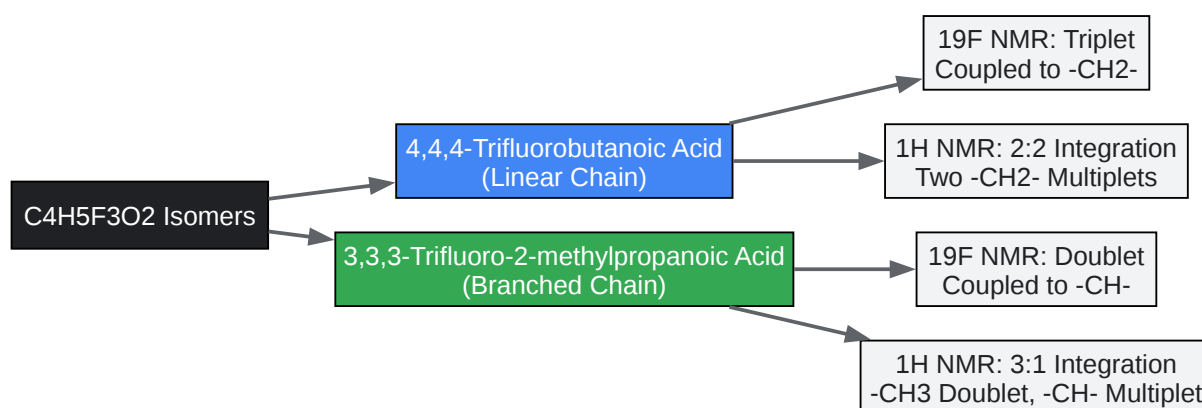 C4H5F3O2 Isomers
4,4,4-Trifluorobutanoic Acid
(Linear Chain)
3,3,3-Trifluoro-2-methylpropanoic Acid
(Branched Chain)
19F NMR: Triplet
Coupled to -CH2-
1H NMR: 2:2 Integration
Two -CH2- Multiplets
19F NMR: Doublet
Coupled to -CH-
1H NMR: 3:1 Integration
-CH3 Doublet, -CH- Multiplet